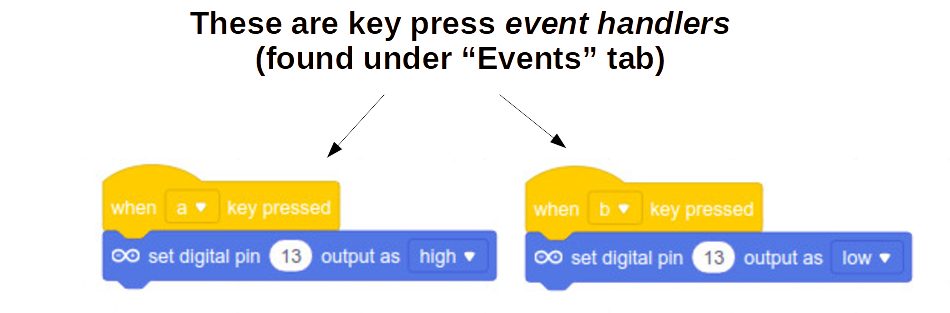 These are key press event handlers
(found under “Events” tab)
when a key pressed
set digital pin 13 output as high
when b key pressed
set digital pin 13 output as low